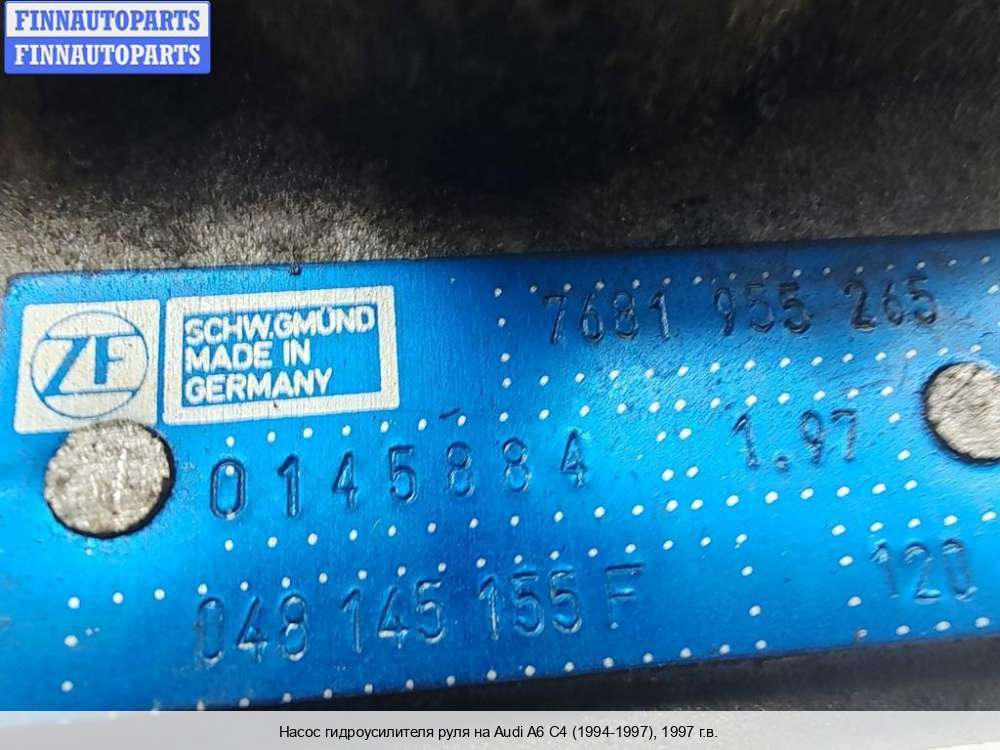 FINNAUTOPARTS
FINNAUTOPARTS
ZF
SCHW.GMÜND
MADE IN
GERMANY
7681 955 265
0145884
1.97
048 145 155 F
120
Насос гидроусилителя руля на Audi A6 C4 (1994-1997), 1997 г.в.